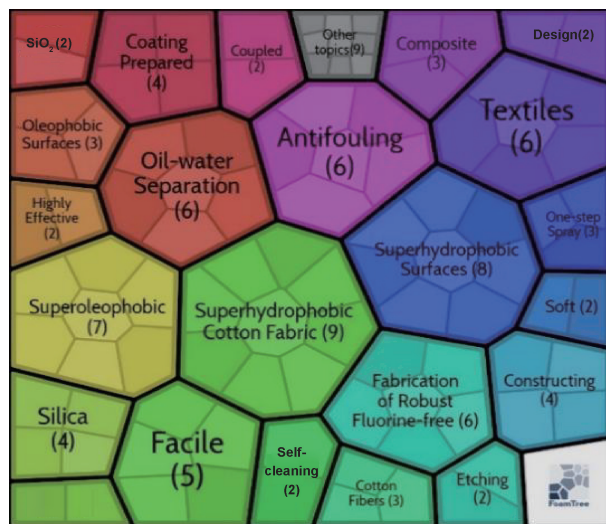 SiO₂(2)
Coating
Prepared
(4)
Coupled
(2)
Other
topics(9)
Composite
(3)
Design(2)
Oleophobic
Surfaces (3)
Oil-water
Separation
(6)
Antifouling
(6)
Textiles
(6)
Highly
Effective
(2)
One-step
Spray (3)
Superhydrophobic
Surfaces (8)
Superoleophobic
(7)
Superhydrophobic
Cotton Fabric (9)
Soft (2)
Fabrication
of Robust
Fluorine-free (6)
Constructing
(4)
Silica
(4)
Facile
(5)
Self-
cleaning
(2)
Cotton
Fibers (3)
Etching
(2)
FoamTree